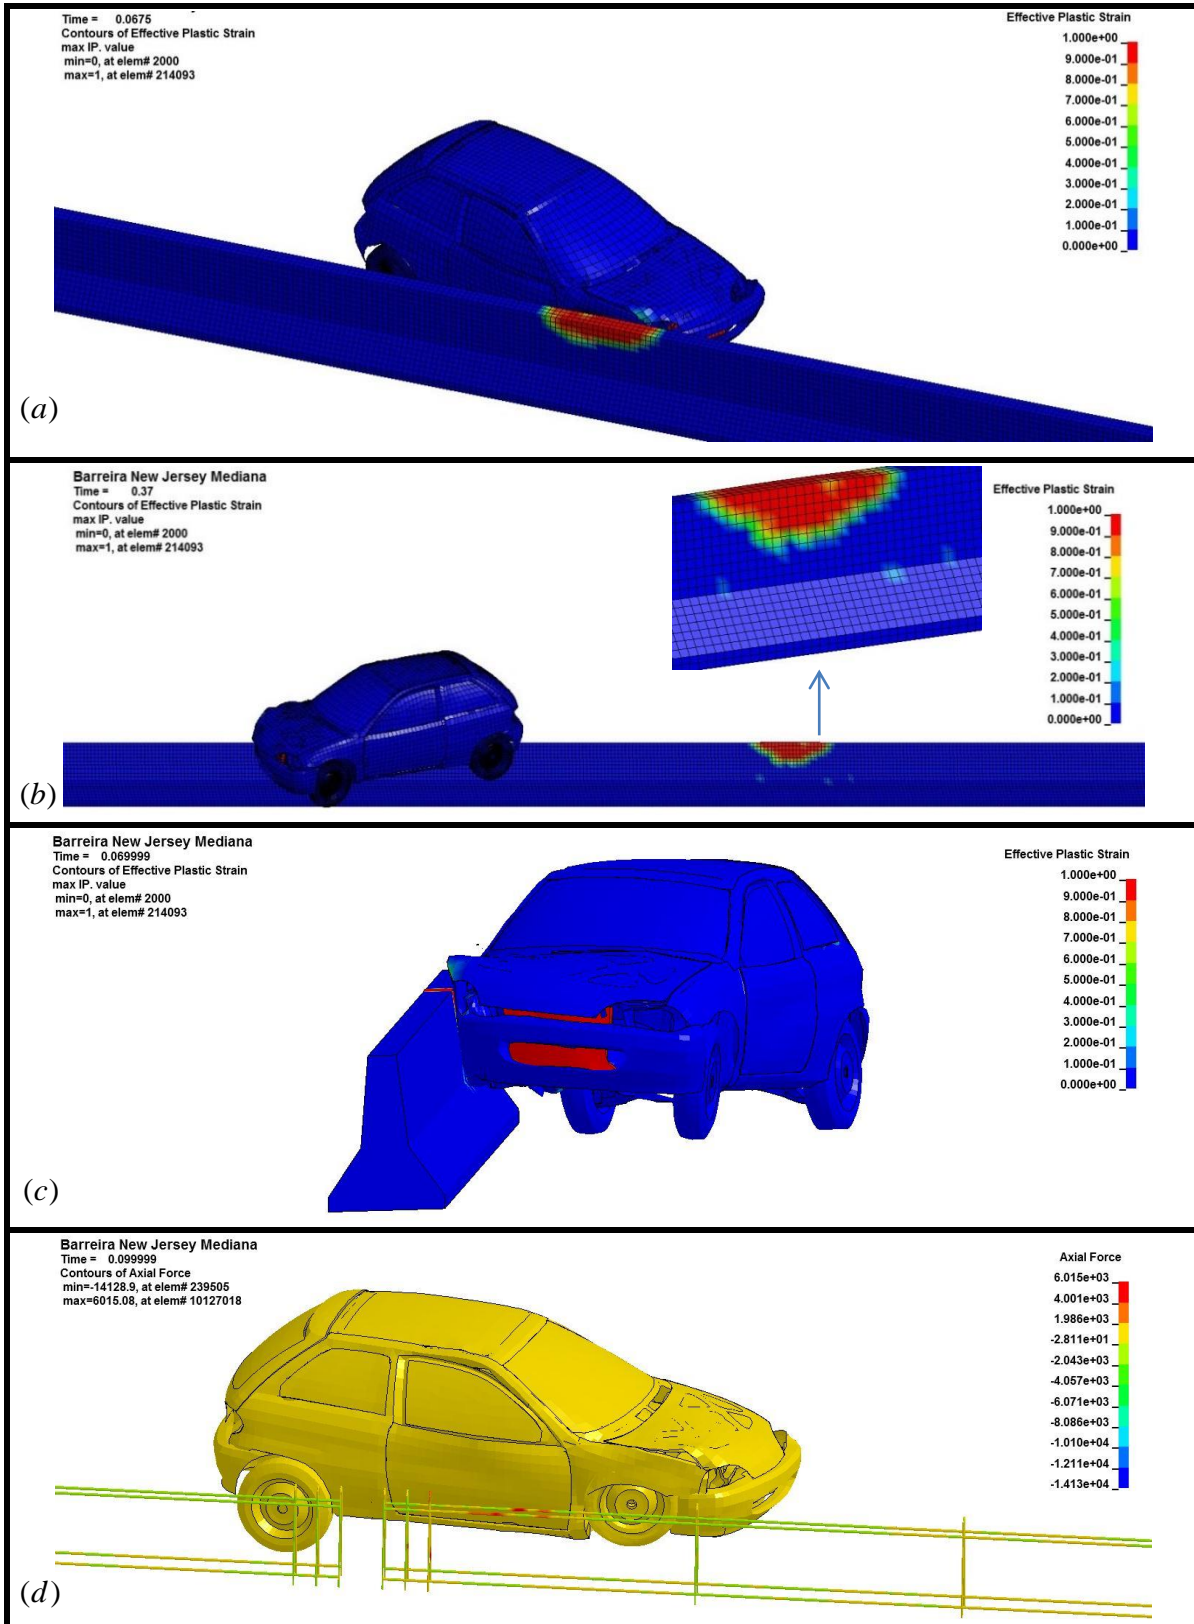 Time =    0.0675
Contours of Effective Plastic Strain
max IP. value
min=0, at elem# 2000
max=1, at elem# 214093
Effective Plastic Strain
1.000e+00
9.000e-01
8.000e-01
7.000e-01
6.000e-01
5.000e-01
4.000e-01
3.000e-01
2.000e-01
1.000e-01
0.000e+00
(a)
Barreira New Jersey Mediana
Time =    0.37
Contours of Effective Plastic Strain
max IP. value
min=0, at elem# 2000
max=1, at elem# 214093
Effective Plastic Strain
1.000e+00
9.000e-01
8.000e-01
7.000e-01
6.000e-01
5.000e-01
4.000e-01
3.000e-01
2.000e-01
1.000e-01
0.000e+00
(b)
Barreira New Jersey Mediana
Time =   0.069999
Contours of Effective Plastic Strain
max IP. value
min=0, at elem# 2000
max=1, at elem# 214093
Effective Plastic Strain
1.000e+00
9.000e-01
8.000e-01
7.000e-01
6.000e-01
5.000e-01
4.000e-01
3.000e-01
2.000e-01
1.000e-01
0.000e+00
(c)
Barreira New Jersey Mediana
Time =   0.099999
Contours of Axial Force
min=-14128.9, at elem# 239505
max=6015.08, at elem# 10127018
Axial Force
6.015e+03
4.001e+03
1.986e+03
-2.811e+01
-2.043e+03
-4.057e+03
-6.071e+03
-8.086e+03
-1.010e+04
-1.211e+04
-1.413e+04
(d)